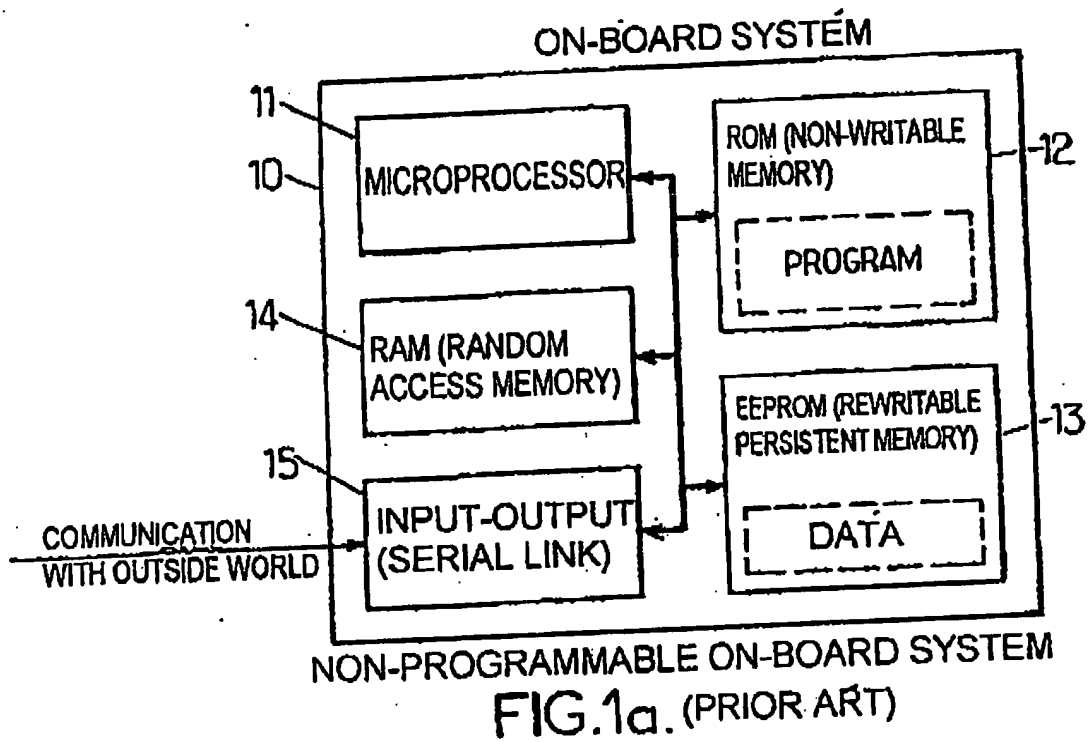 ON-BOARD SYSTEM
11
MICROPROCESSOR
10
ROM (NON-WRITABLE
MEMORY)
12
PROGRAM
14
RAM (RANDOM
ACCESS MEMORY)
EEPROM (REWRITABLE
PERSISTENT MEMORY)
13
DATA
15
INPUT-OUTPUT
(SERIAL LINK)
COMMUNICATION
WITH OUTSIDE WORLD
NON-PROGRAMMABLE ON-BOARD SYSTEM
FIG.1a. (PRIOR ART)